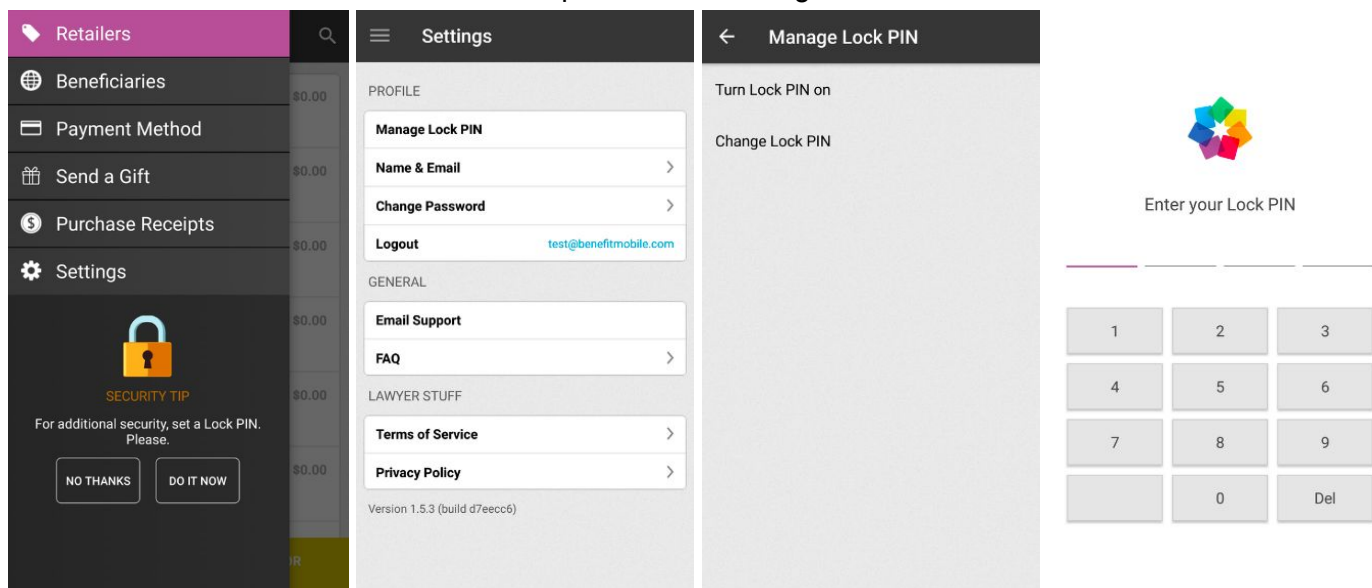 Retailers
Beneficiaries
Payment Method
Send a Gift
Purchase Receipts
Settings
$0.00
$0.00
$0.00
$0.00
$0.00
$0.00
SECURITY TIP
For additional security, set a Lock PIN.
Please.
NO THANKS
DO IT NOW
OR
Settings
PROFILE
Manage Lock PIN
Name & Email
Change Password
Logout test@benefitmobile.com
GENERAL
Email Support
FAQ
LAWYER STUFF
Terms of Service
Privacy Policy
Version 1.5.3 (build d7eecc6)
Manage Lock PIN
Turn Lock PIN on
Change Lock PIN
Enter your Lock PIN
1 2 3
4 5 6
7 8 9
0 Del